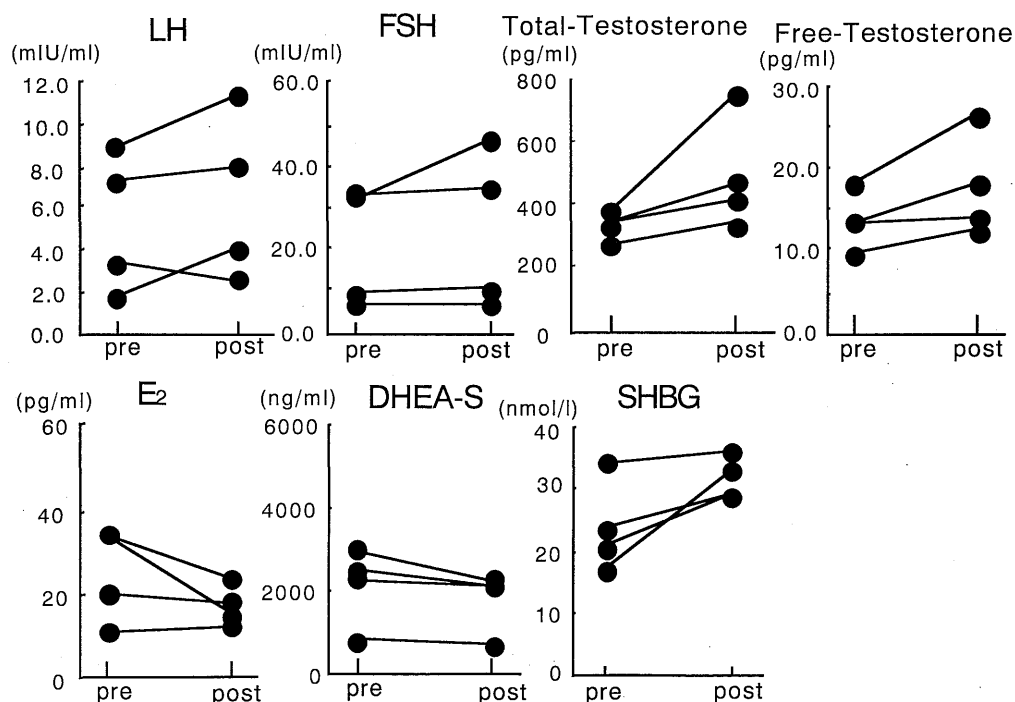 LH
(mIU/ml)
12.0
10.0
8.0
6.0
4.0
2.0
0.0
pre
post
FSH
(mIU/ml)
60.0
40.0
20.0
0.0
pre
post
Total-Testosterone
(pg/ml)
800
600
400
200
0
pre
post
Free-Testosterone
(pg/ml)
30.0
20.0
10.0
0.0
pre
post
E2
(pg/ml)
60
40
20
0
pre
post
DHEA-S
(ng/ml)
6000
4000
2000
0
pre
post
SHBG
(nmol/l)
40
30
20
10
0
pre
post